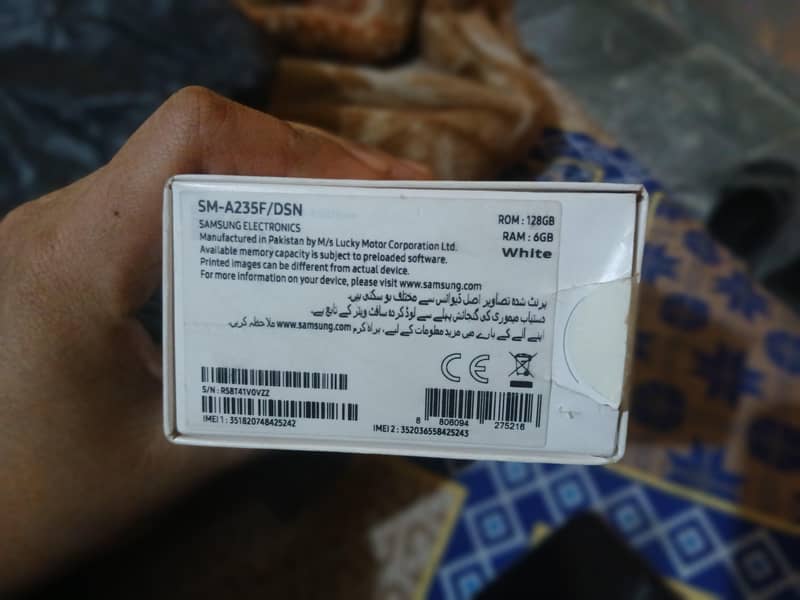 SM-A235F/DSN
SAMSUNG ELECTRONICS
Manufactured in Pakistan by M/s Lucky Motor Corporation Ltd.
Available memory capacity is subject to preloaded software.
Printed images can be different from actual device.
For more information on your device, please visit www.samsung.com
ROM : 128GB
RAM : 6GB
White
پرنٹ شدہ تصاویر اصل ڈیوائس سے مختلف ہو سکتی ہیں۔
دستیاب میموری کی گنجائش پہلے سے لوڈ کردہ سافٹ ویئر کے تابع ہے۔
اپنے آلے کے بارے میں مزید معلومات کے لیے، براہ کرم www.samsung.com ملاحظہ کریں۔
CE
S/N : R58T41V0VZZ
IMEI 1 : 351820748425242
IMEI 2 : 352036558425243
8 806094 275216